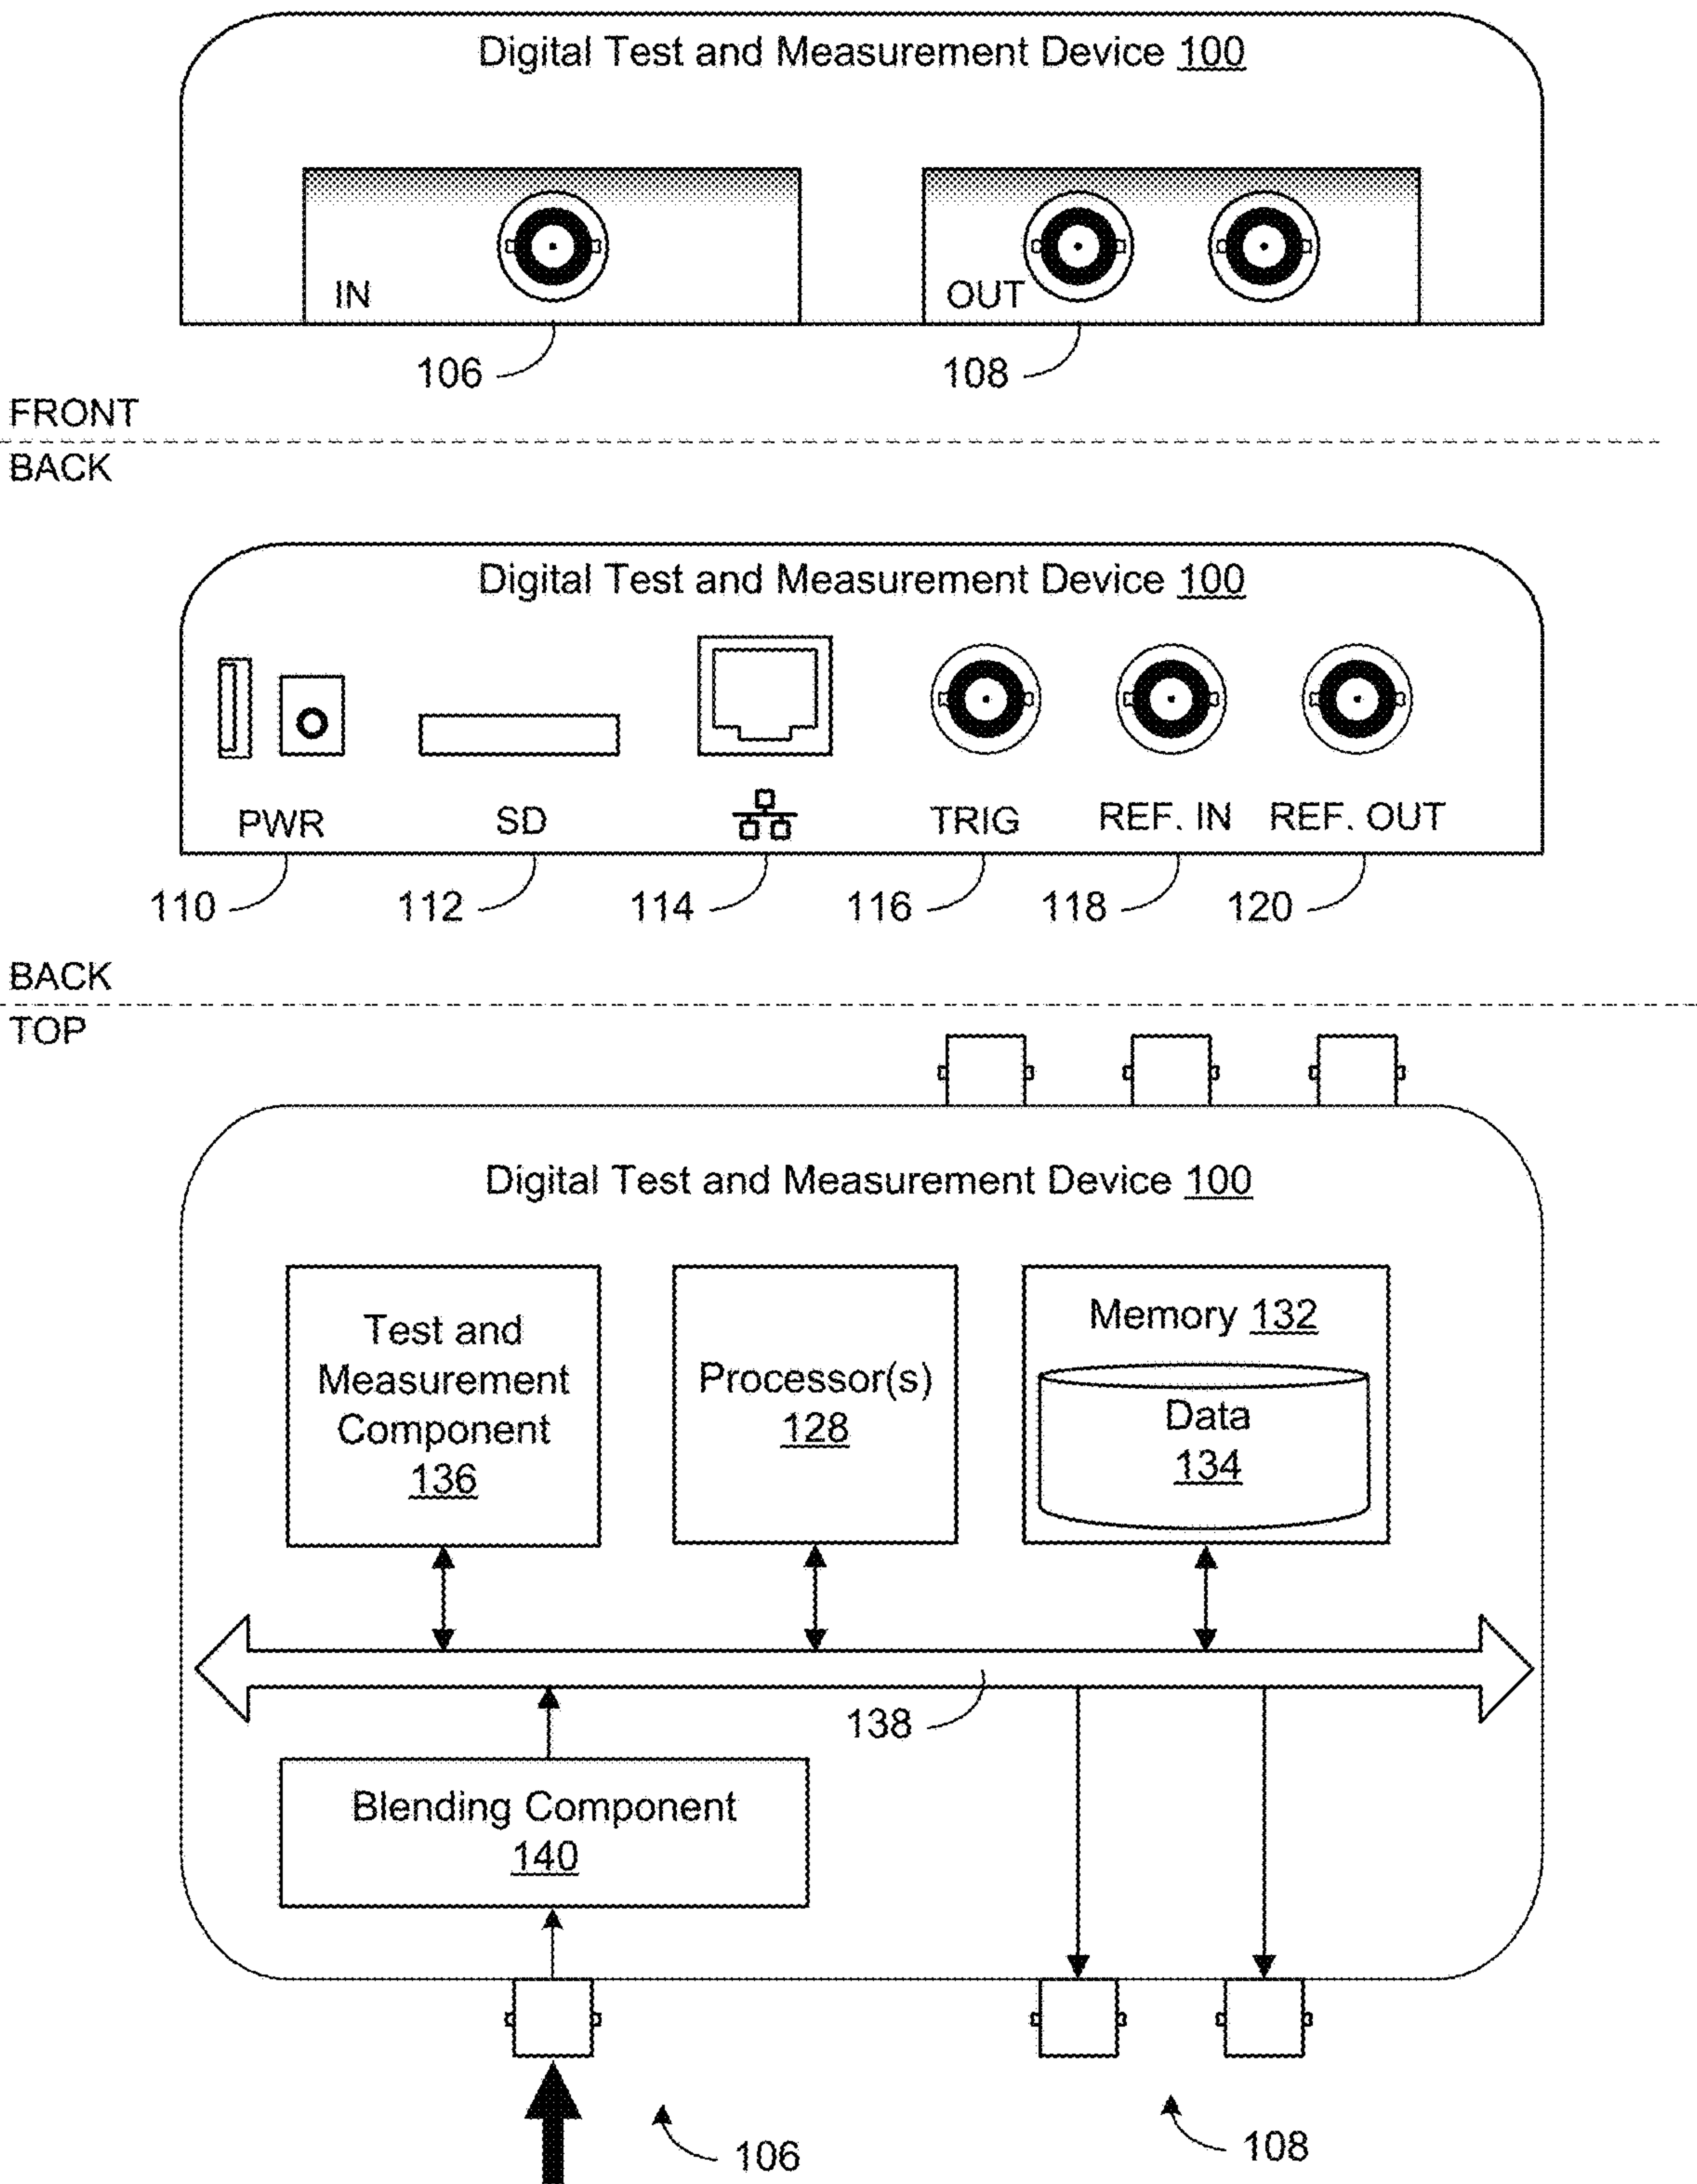 Digital Test and Measurement Device 100
IN
OUT
106
108
FRONT
BACK
Digital Test and Measurement Device 100
PWR
SD
TRIG
REF. IN
REF. OUT
110
112
114
116
118
120
BACK
TOP
Digital Test and Measurement Device 100
Test and
Measurement
Component
136
Processor(s)
128
Memory 132
Data
134
138
Blending Component
140
106
108